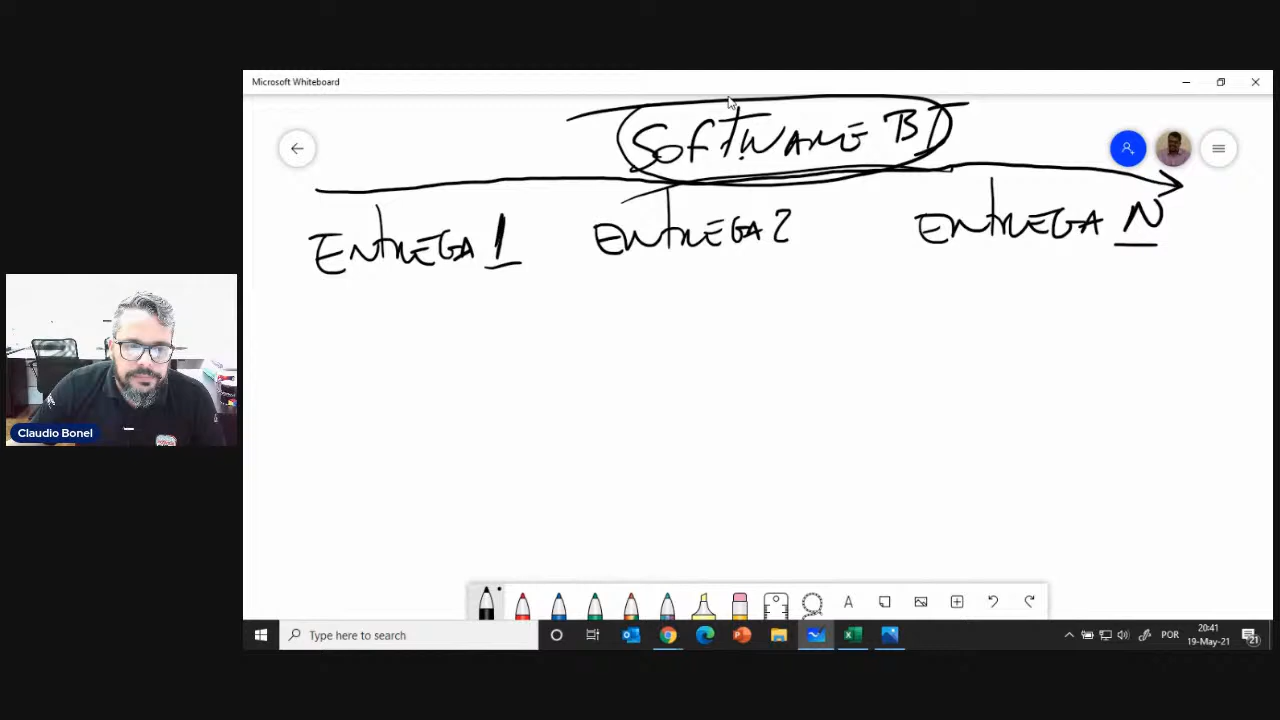 Microsoft Whiteboard
SOFTWARE BI
ENTREGA 1
ENTREGA 2
ENTREGA N
Claudio Bonel
A
Type here to search
POR
20:41
19-May-21
21